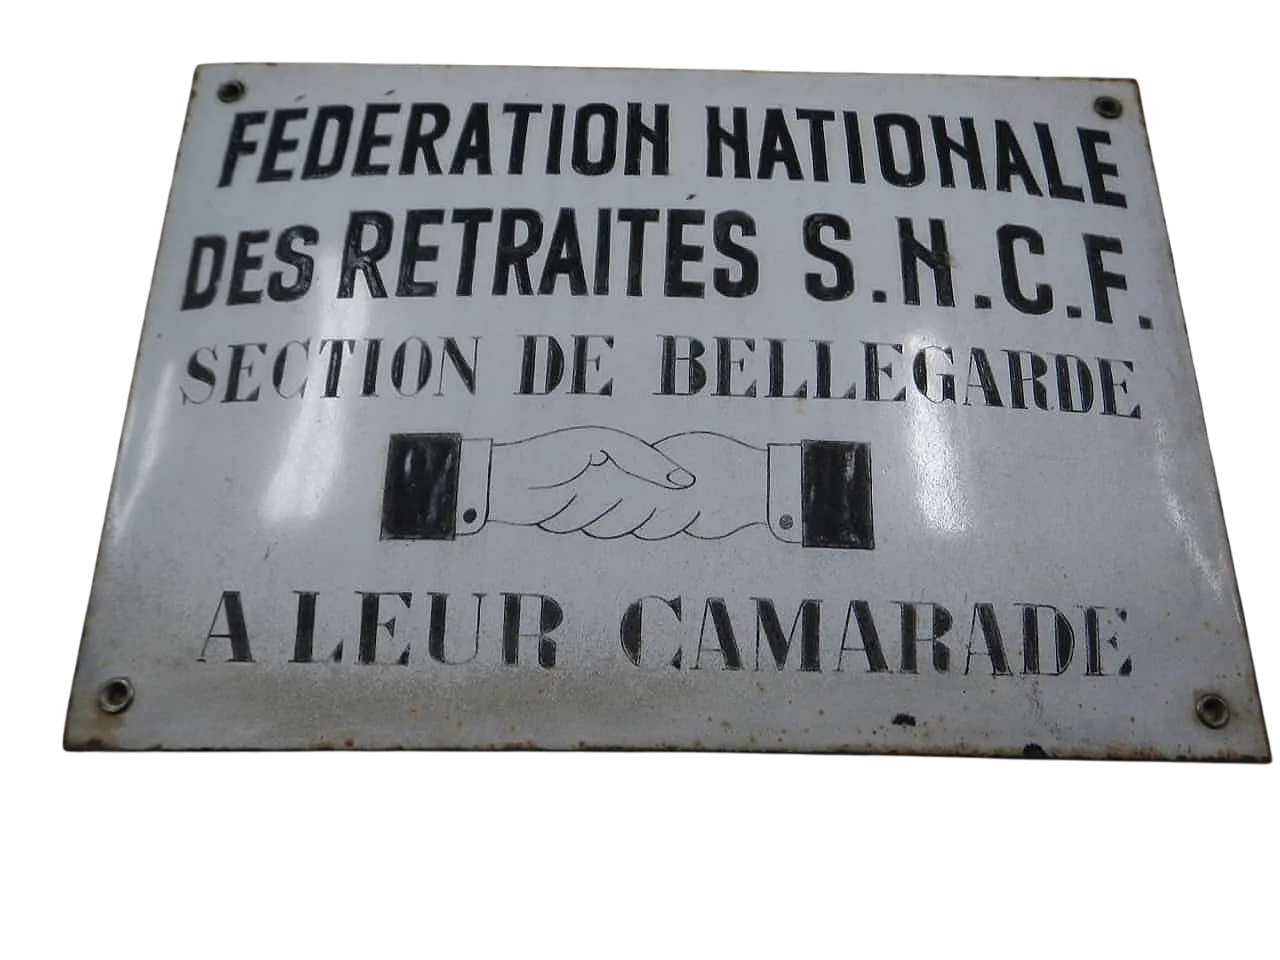 FÉDÉRATION NATIONALE
DES RETRAITÉS S.N.C.F.
SECTION DE BELLEGARDE
A LEUR CAMARADE